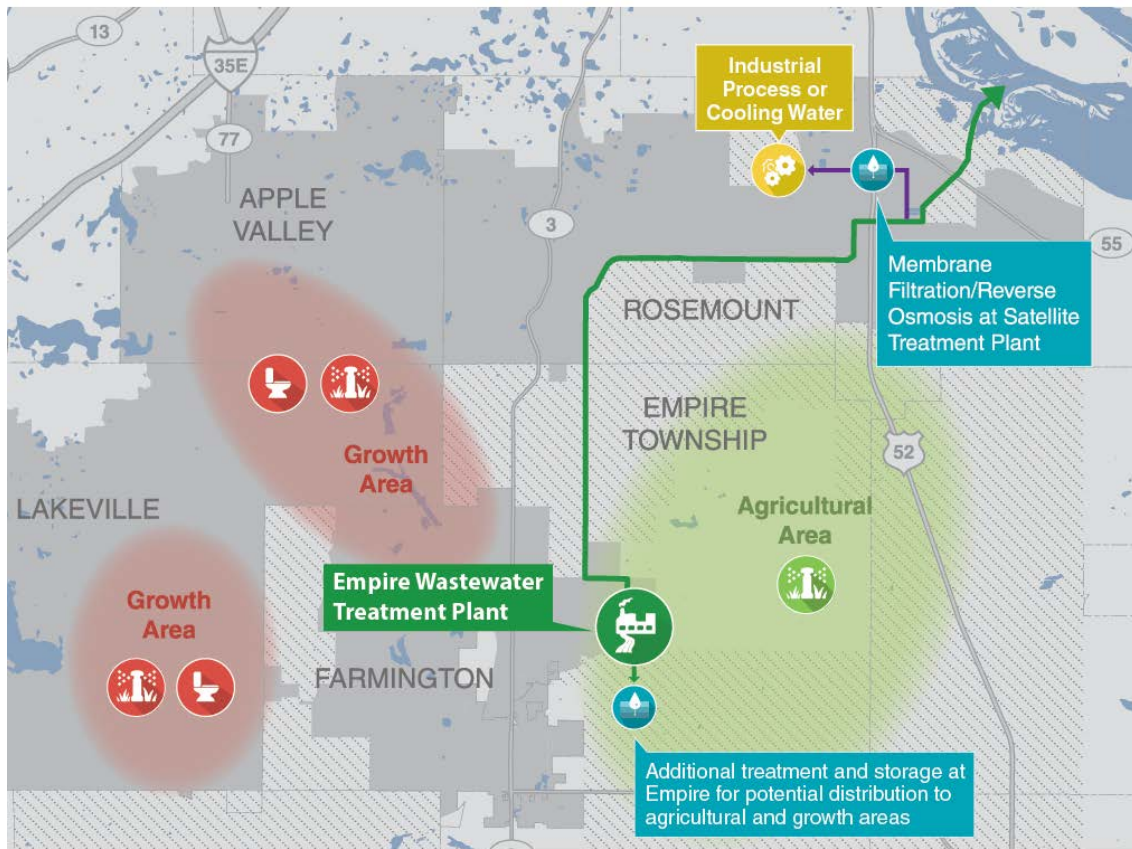 13
35E
77
Industrial
Process or
Cooling Water
APPLE
VALLEY
3
55
Membrane
Filtration/Reverse
Osmosis at Satellite
Treatment Plant
ROSEMOUNT
EMPIRE
TOWNSHIP
52
Growth
Area
LAKEVILLE
Agricultural
Area
Empire Wastewater
Treatment Plant
Growth
Area
FARMINGTON
Additional treatment and storage at
Empire for potential distribution to
agricultural and growth areas